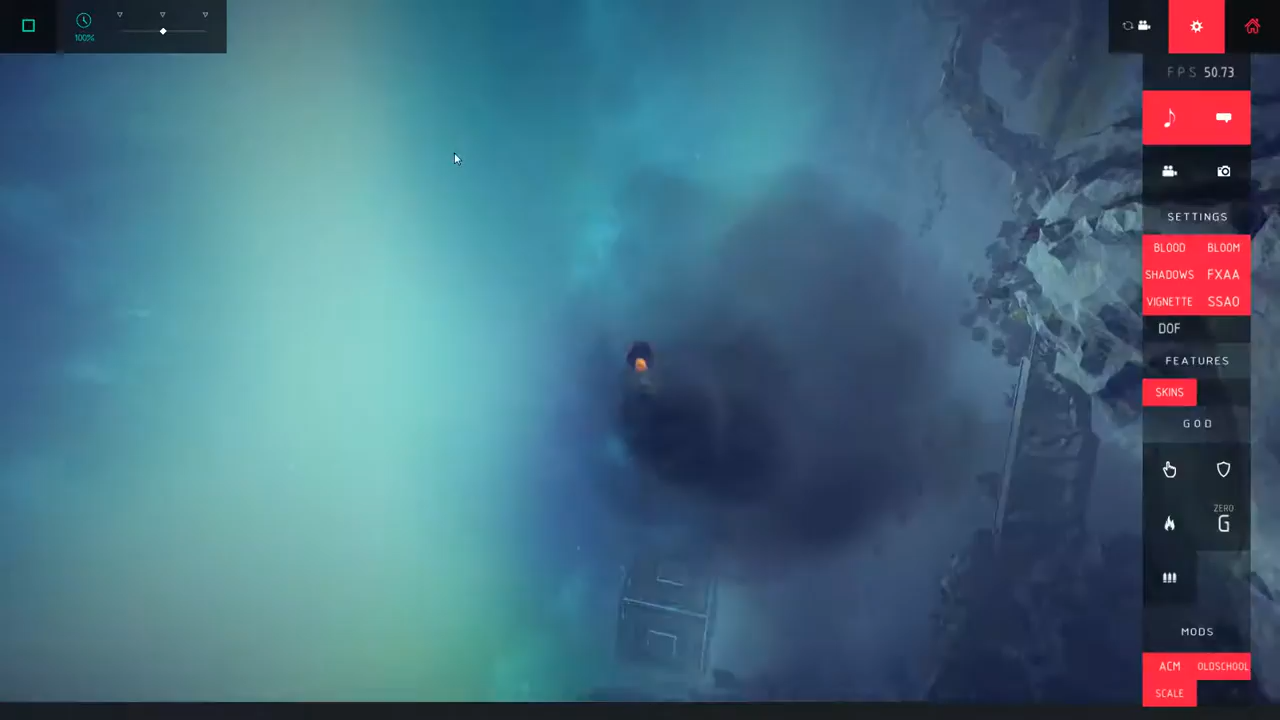 100%
FPS 50.73
SETTINGS
BLOOD BLOOM
SHADOWS FXAA
VIGNETTE SSAO
DOF
FEATURES
SKINS
GOD
ZERO
G
MODS
ACM OLDSCHOOL
SCALE